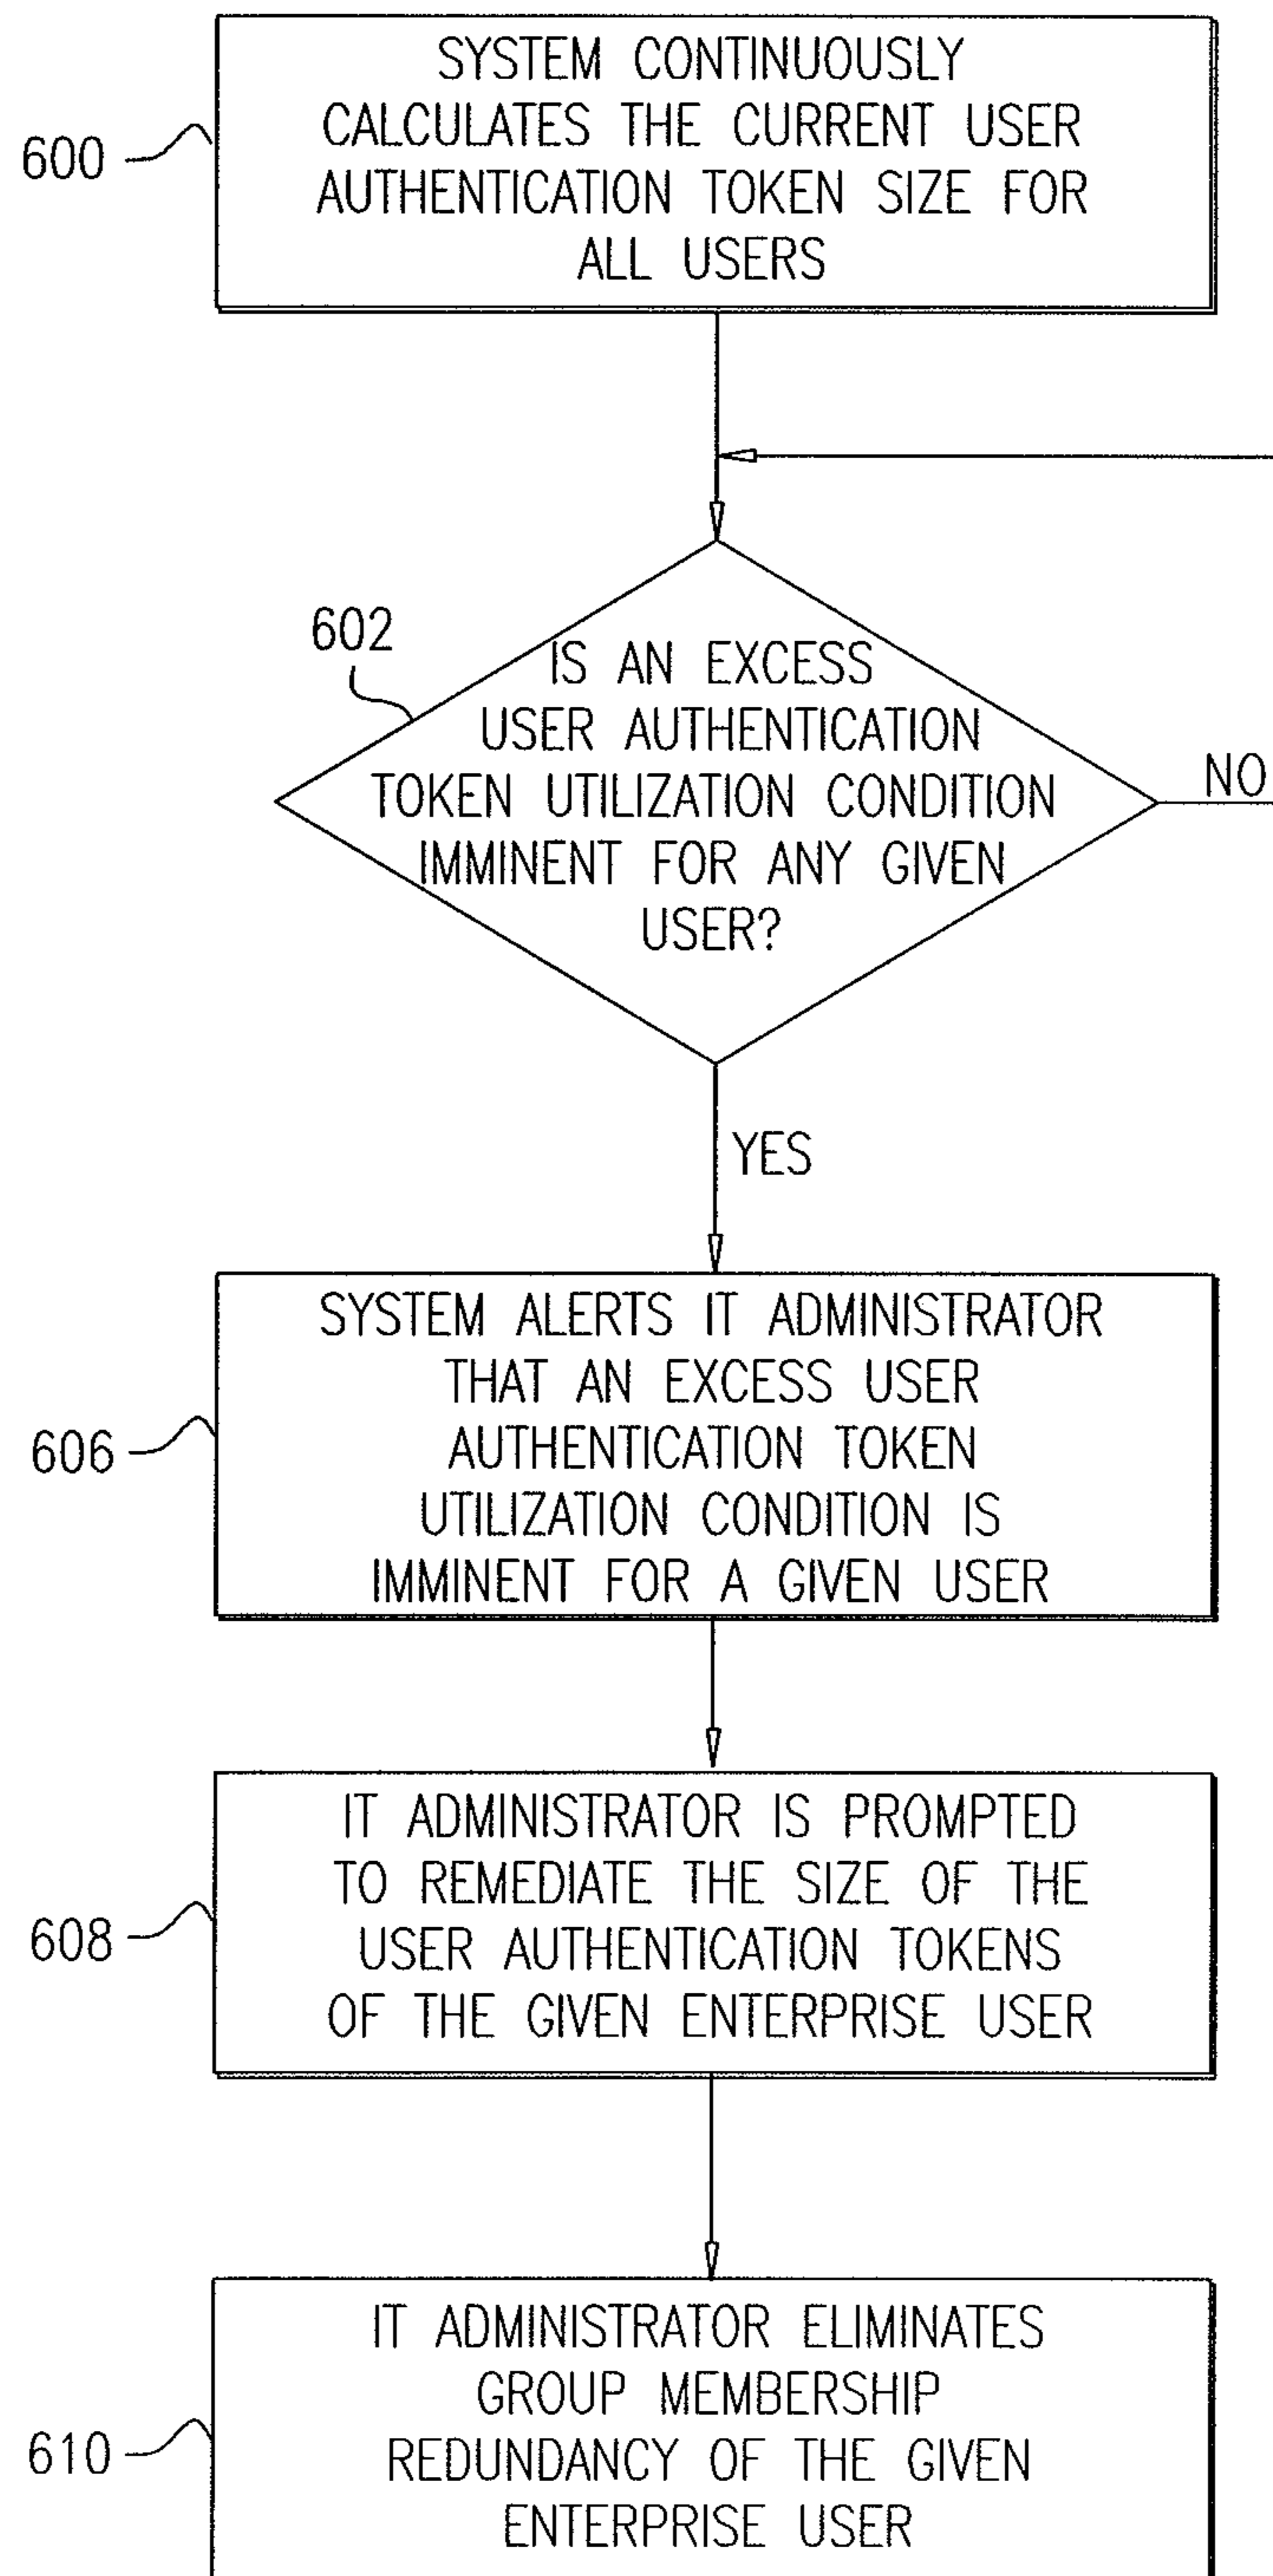 SYSTEM CONTINUOUSLY
CALCULATES THE CURRENT USER
AUTHENTICATION TOKEN SIZE FOR
ALL USERS
600
602
IS AN EXCESS
USER AUTHENTICATION
TOKEN UTILIZATION CONDITION
IMMINENT FOR ANY GIVEN
USER?
NO
YES
SYSTEM ALERTS IT ADMINISTRATOR
THAT AN EXCESS USER
AUTHENTICATION TOKEN
UTILIZATION CONDITION IS
IMMINENT FOR A GIVEN USER
606
IT ADMINISTRATOR IS PROMPTED
TO REMEDIATE THE SIZE OF THE
USER AUTHENTICATION TOKENS
OF THE GIVEN ENTERPRISE USER
608
IT ADMINISTRATOR ELIMINATES
GROUP MEMBERSHIP
REDUNDANCY OF THE GIVEN
ENTERPRISE USER
610